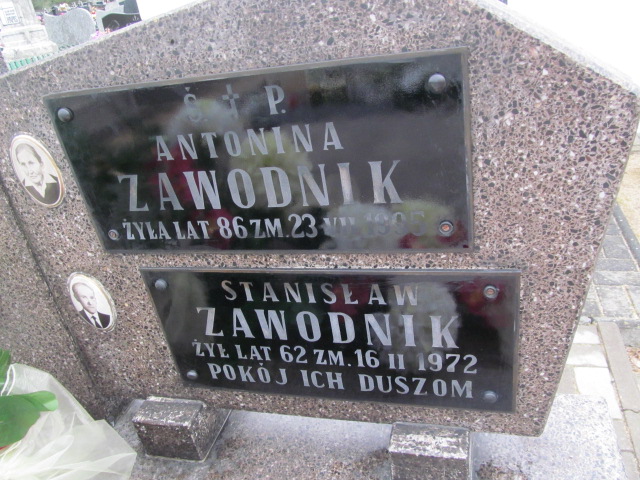 Ś. † P.
ANTONINA
ZAWODNIK
ŻYŁA LAT 86 ZM. 23 VII
STANISŁAW
ZAWODNIK
ŻYŁ LAT 62 ZM. 16 II 1972
POKÓJ ICH DUSZOM